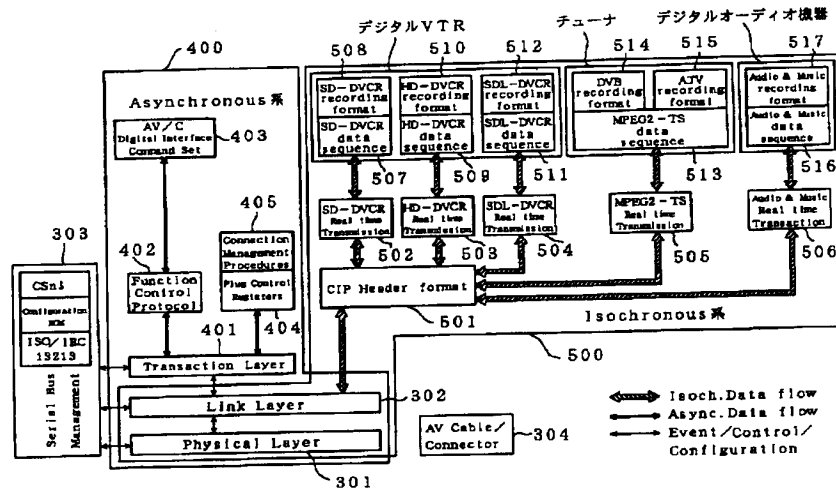 400
Asynchronous系
AV/C
Digital Interface
Command Set
403
405
Connection
Management
Procedures
Plug Control
Registers
404
402
Function
Control
Protocol
401
Transaction Layer
303
Configuration
ISO/IEC
13213
Serial Bus
Management
Link Layer
302
Physical Layer
301
デジタルVTR
508
510
512
SD-DVCR
recording
format
SD-DVCR
data
sequence
507
HD-DVCR
recording
format
HD-DVCR
data
sequence
509
SDL-DVCR
recording
format
SDL-DVCR
data
sequence
511
チューナ
514
515
DVB
recording
format
ATV
recording
format
MPEG2-TS
data
sequence
513
デジタルオーディオ機器
517
Audio & Music
recording
format
Audio & Music
data
sequence
516
SD-DVCR
Real time
Transmission
502
HD-DVCR
Real time
Transmission
503
SDL-DVCR
Real time
Transmission
504
MPEG2-TS
Real time
Transmission
505
Audio & Music
Real time
Transaction
506
CIP Header format
501
Isochronous系
500
AV Cable/
Connector
304
Isoch.Data flow
Async.Data flow
Event/Control/
Configuration